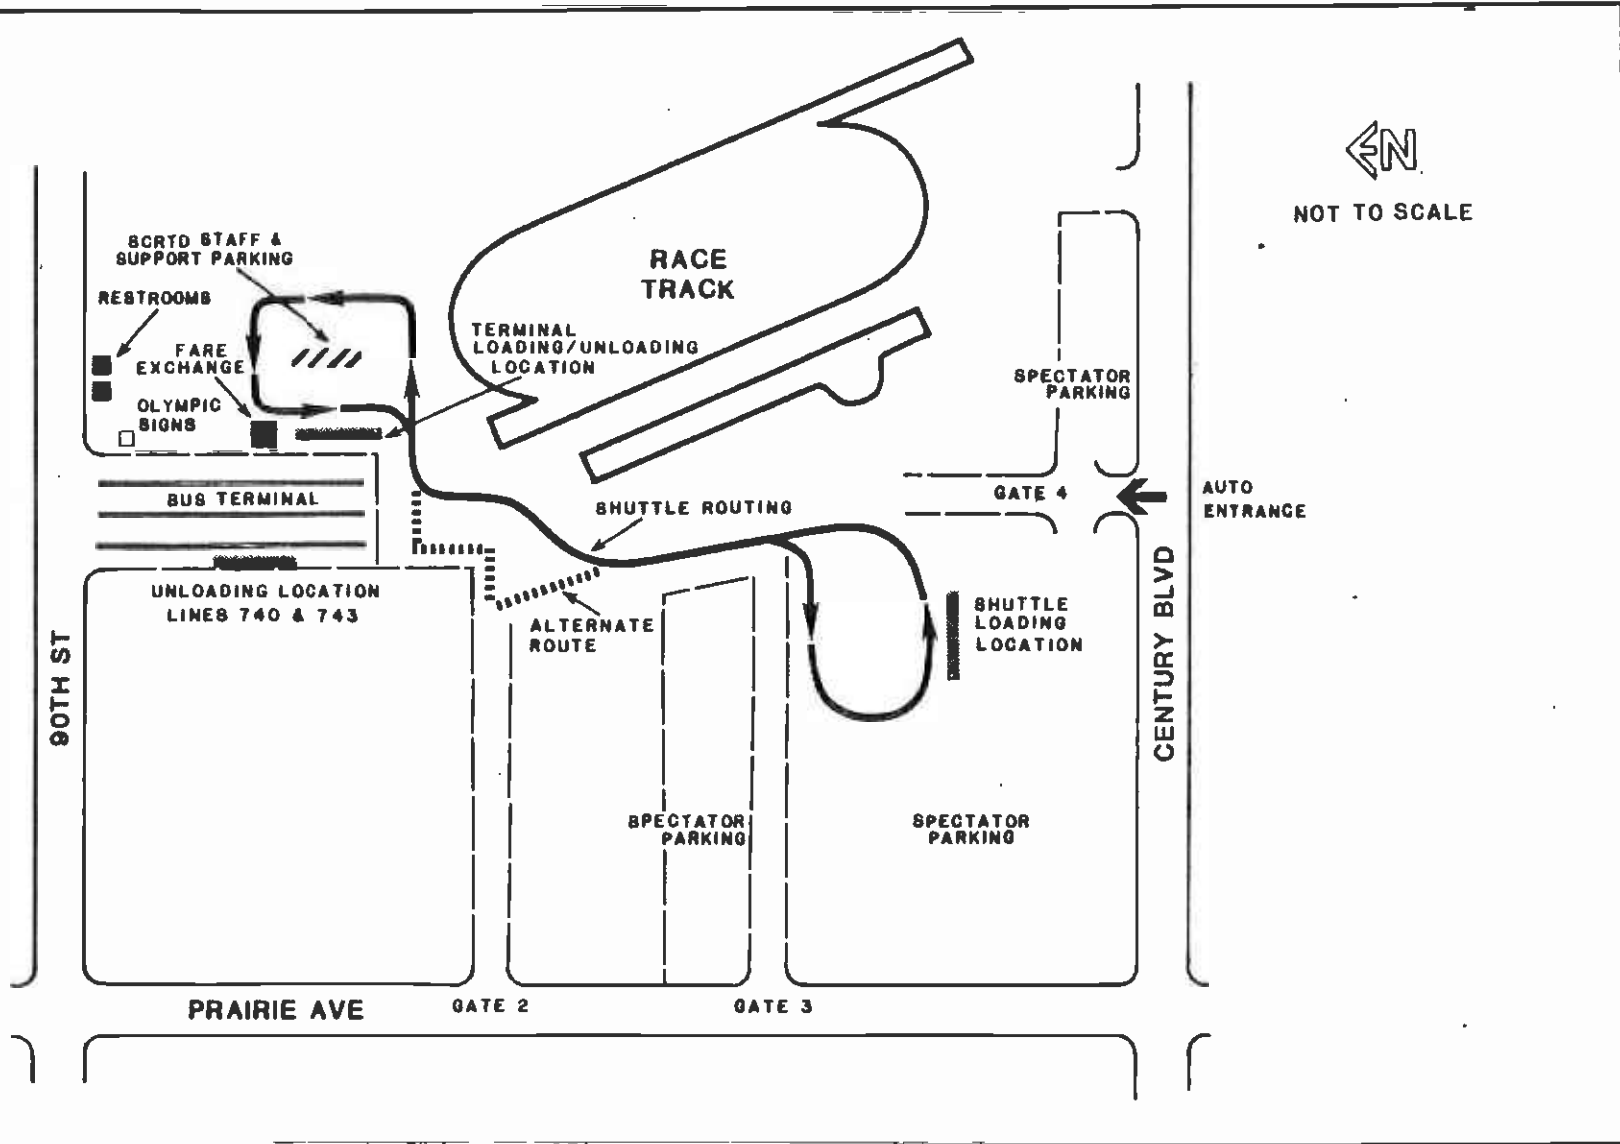 N
NOT TO SCALE
RACE
TRACK
SCRTD STAFF &
SUPPORT PARKING
RESTROOMS
FARE
EXCHANGE
OLYMPIC
SIGNS
TERMINAL
LOADING/UNLOADING
LOCATION
SPECTATOR
PARKING
BUS TERMINAL
SHUTTLE ROUTING
GATE 4
AUTO
ENTRANCE
UNLOADING LOCATION
LINES 740 & 743
ALTERNATE
ROUTE
SHUTTLE
LOADING
LOCATION
90TH ST
CENTURY BLVD
SPECTATOR
PARKING
SPECTATOR
PARKING
PRAIRIE AVE
GATE 2
GATE 3